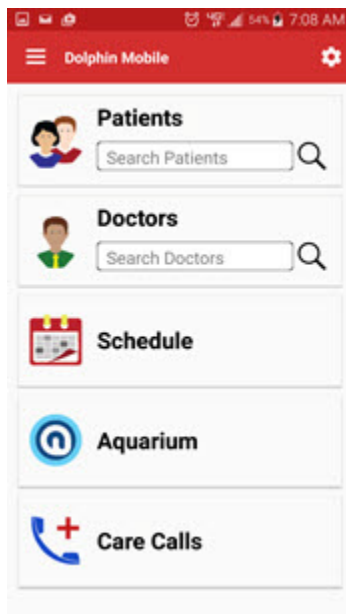 54% 7:08 AM
Dolphin Mobile
Patients
Search Patients
Doctors
Search Doctors
Schedule
Aquarium
Care Calls